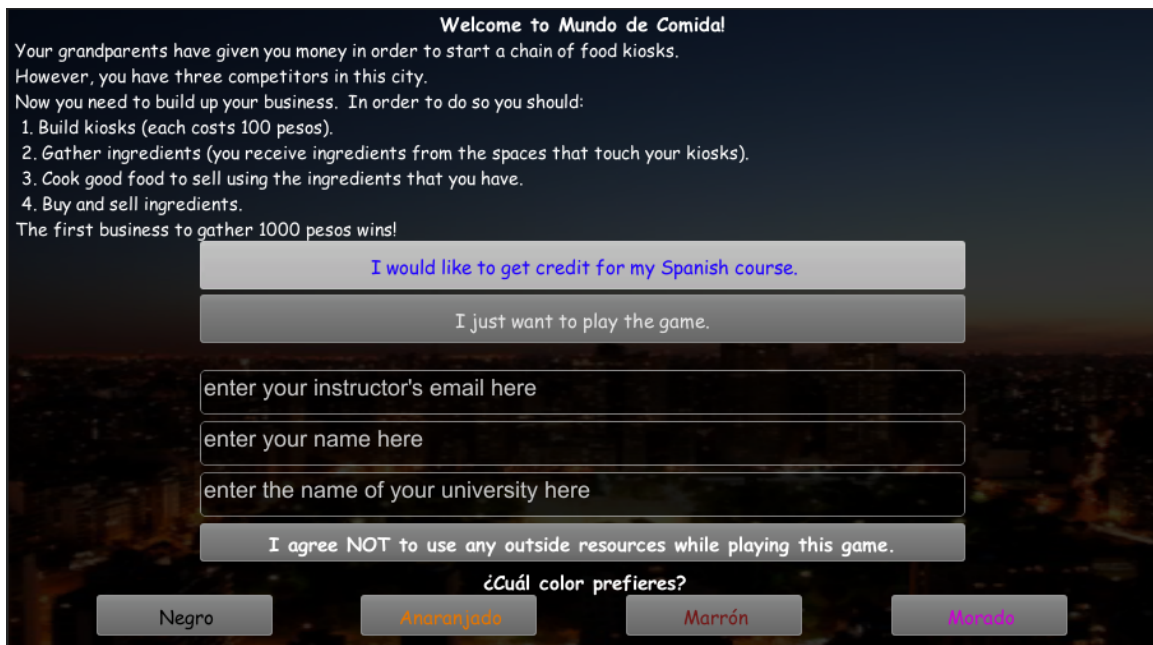 Welcome to Mundo de Comida!
Your grandparents have given you money in order to start a chain of food kiosks.
However, you have three competitors in this city.
Now you need to build up your business.  In order to do so you should:
1. Build kiosks (each costs 100 pesos).
2. Gather ingredients (you receive ingredients from the spaces that touch your kiosks).
3. Cook good food to sell using the ingredients that you have.
4. Buy and sell ingredients.
The first business to gather 1000 pesos wins!
I would like to get credit for my Spanish course.
I just want to play the game.
enter your instructor's email here
enter your name here
enter the name of your university here
I agree NOT to use any outside resources while playing this game.
¿Cuál color prefieres?
Negro Anaranjado Marrón Morado